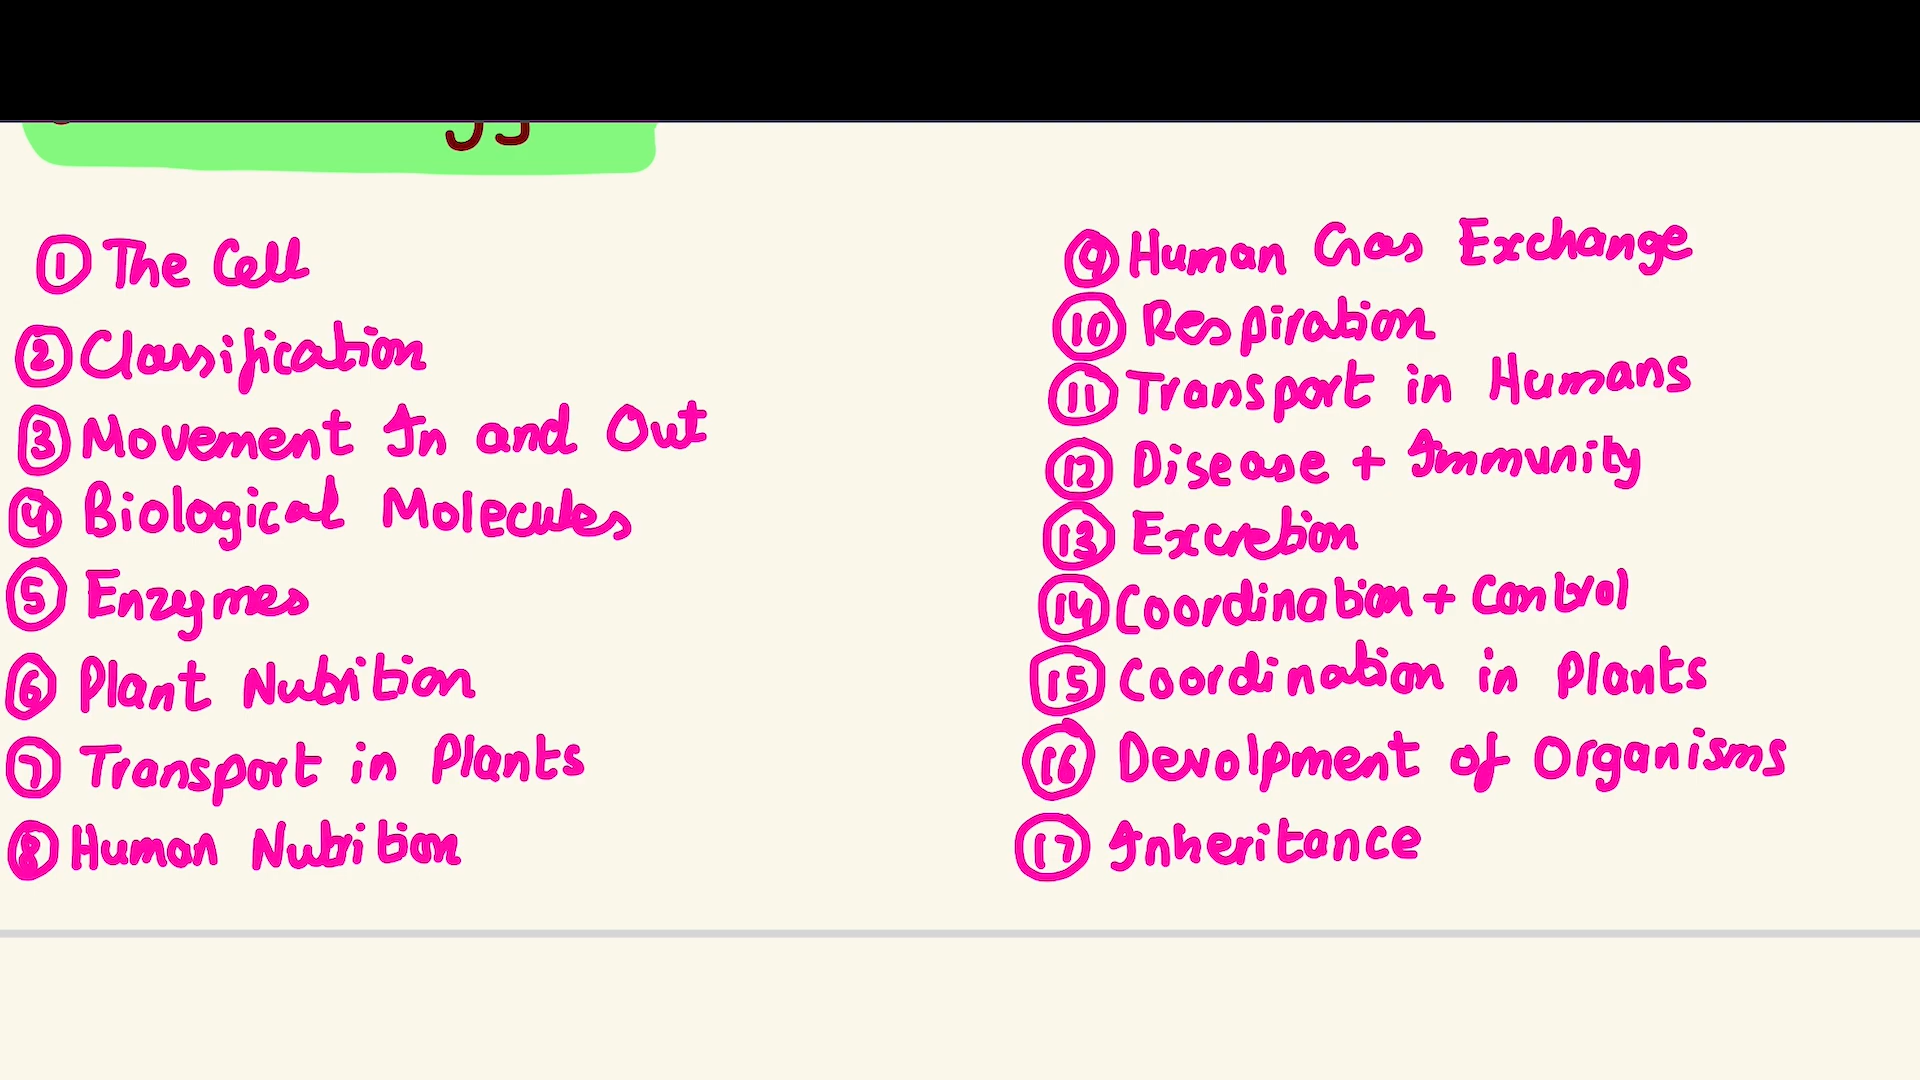 ① The Cell
② Classification
③ Movement In and Out
④ Biological Molecules
⑤ Enzymes
⑥ Plant Nutrition
⑦ Transport in Plants
⑧ Human Nutrition
⑨ Human Gas Exchange
⑩ Respiration
⑪ Transport in Humans
⑫ Disease + Immunity
⑬ Excretion
⑭ Coordination + Control
⑮ Coordination in Plants
⑯ Devolpment of Organisms
⑰ Inheritance